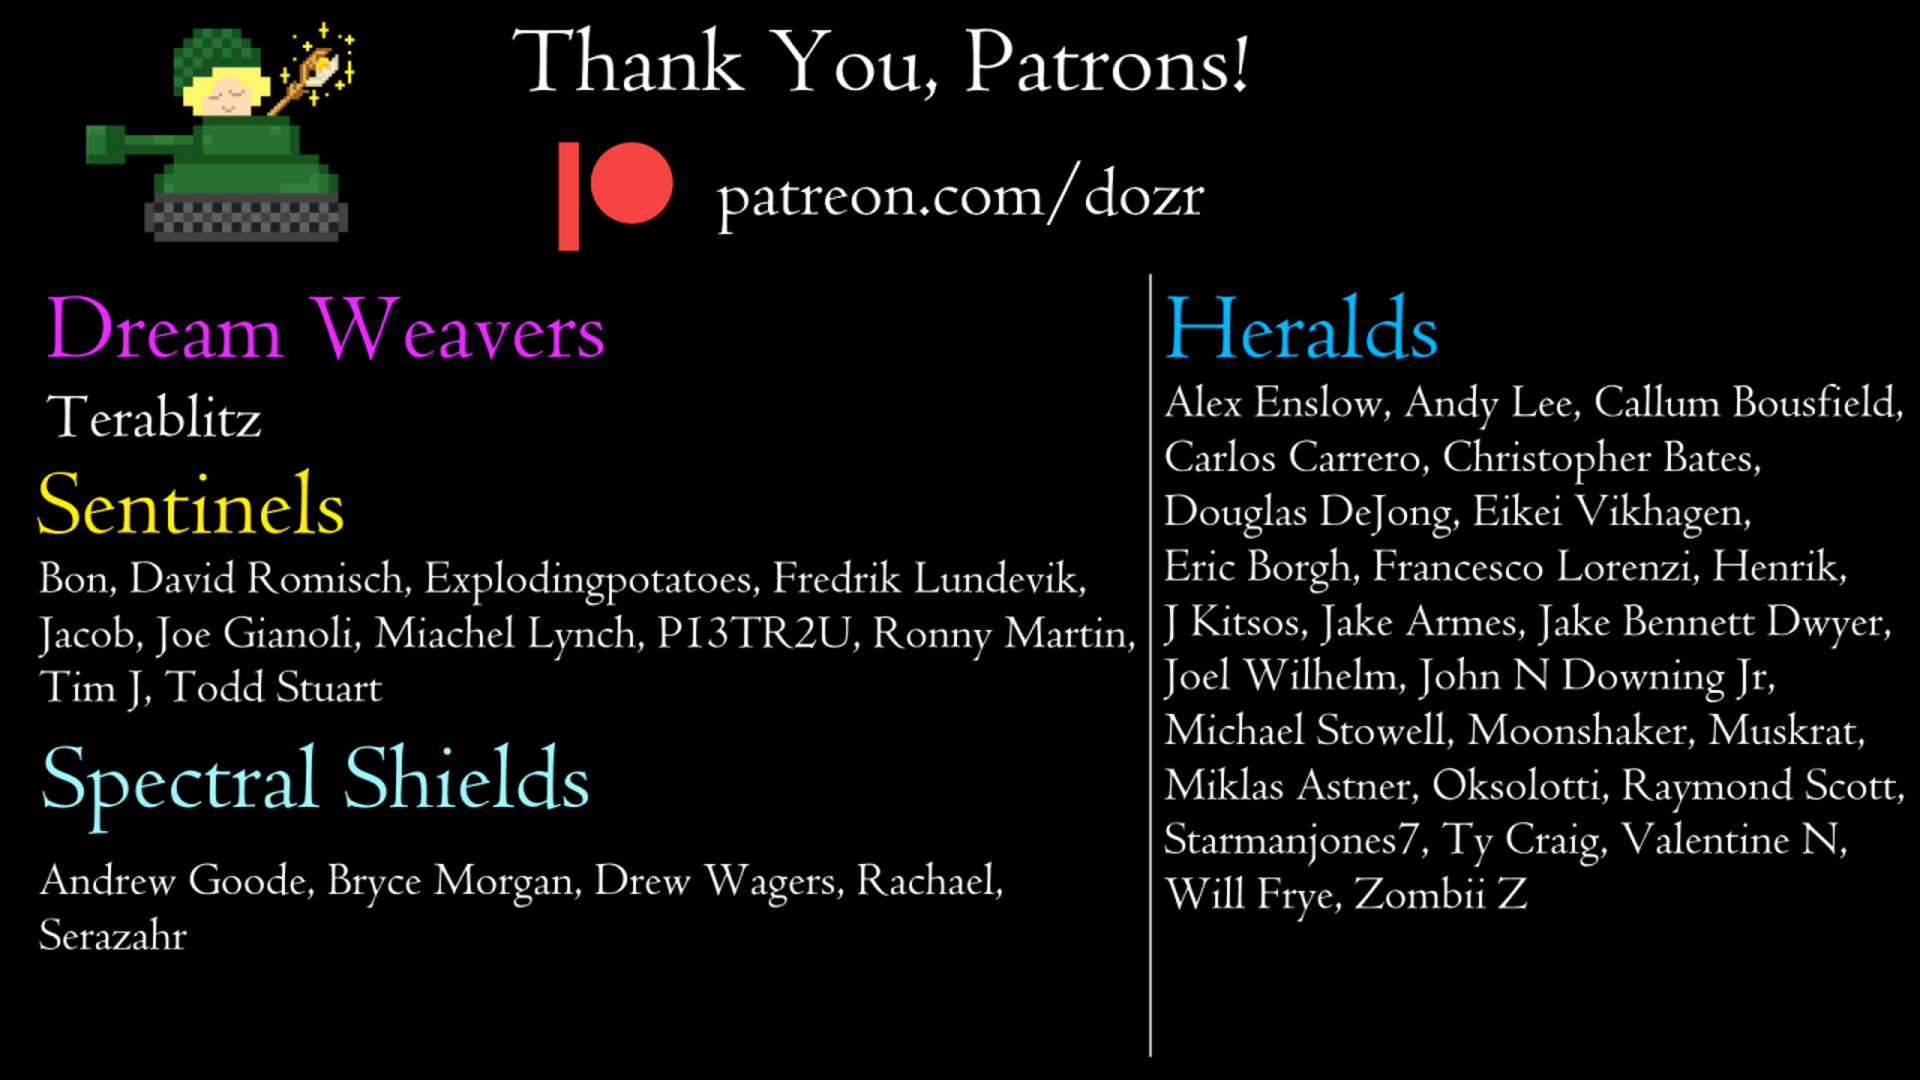 Thank You, Patrons!
patreon.com/dozr
Dream Weavers
Terablitz
Sentinels
Bon, David Romisch, Explodingpotatoes, Fredrik Lundevik,
Jacob, Joe Gianoli, Miachel Lynch, P13TR2U, Ronny Martin,
Tim J, Todd Stuart
Spectral Shields
Andrew Goode, Bryce Morgan, Drew Wagers, Rachael,
Serazahr
Heralds
Alex Enslow, Andy Lee, Callum Bousfield,
Carlos Carrero, Christopher Bates,
Douglas DeJong, Eikei Vikhagen,
Eric Borgh, Francesco Lorenzi, Henrik,
J Kitsos, Jake Armes, Jake Bennett Dwyer,
Joel Wilhelm, John N Downing Jr,
Michael Stowell, Moonshaker, Muskrat,
Miklas Astner, Oksolotti, Raymond Scott,
Starmanjones7, Ty Craig, Valentine N,
Will Frye, Zombii Z